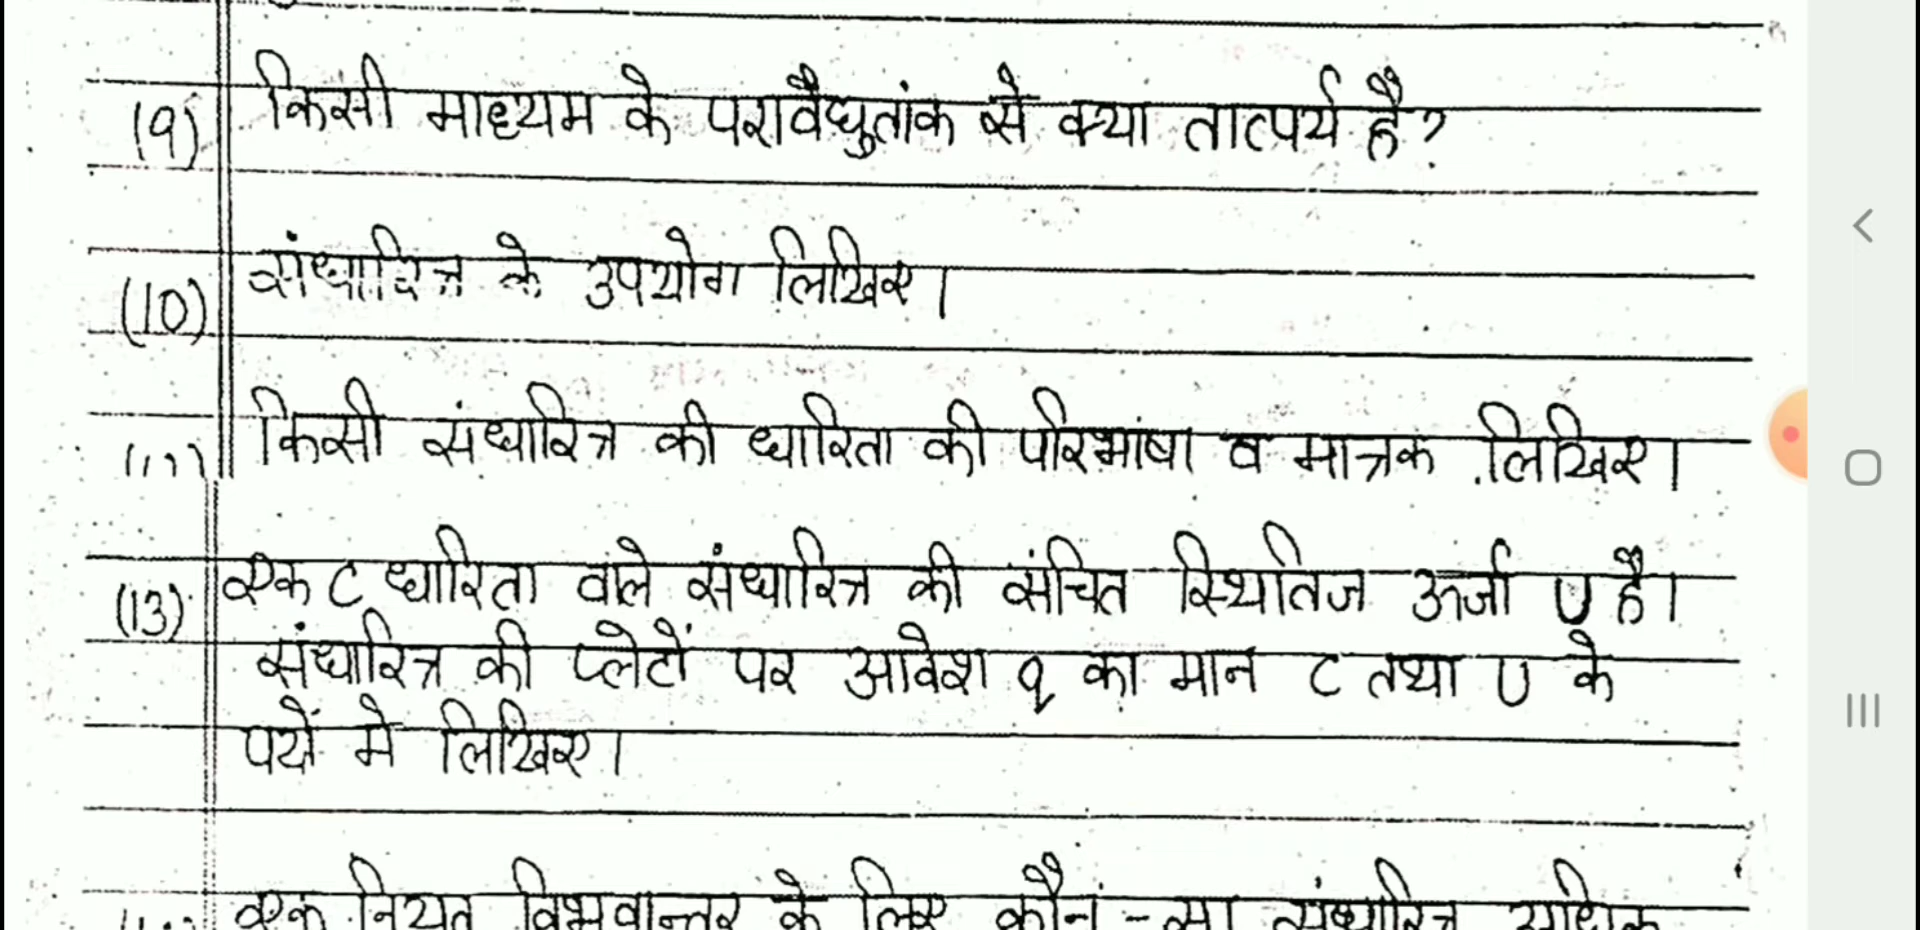 (9) किसी माध्यम के परावैद्युतांक से क्या तात्पर्य है?
(10) संधारित्र के उपयोग लिखिए।
(11) किसी संधारित्र की धारिता की परिभाषा व मात्रक लिखिए।
(13) एक C धारिता वाले संधारित्र की संचित स्थितिज ऊर्जा U है।
संधारित्र की प्लेटों पर आवेश q का मान C तथा U के
पदों में लिखिए।
एक नियत विभवान्तर के लिए कौन-सा संधारित्र अधिक